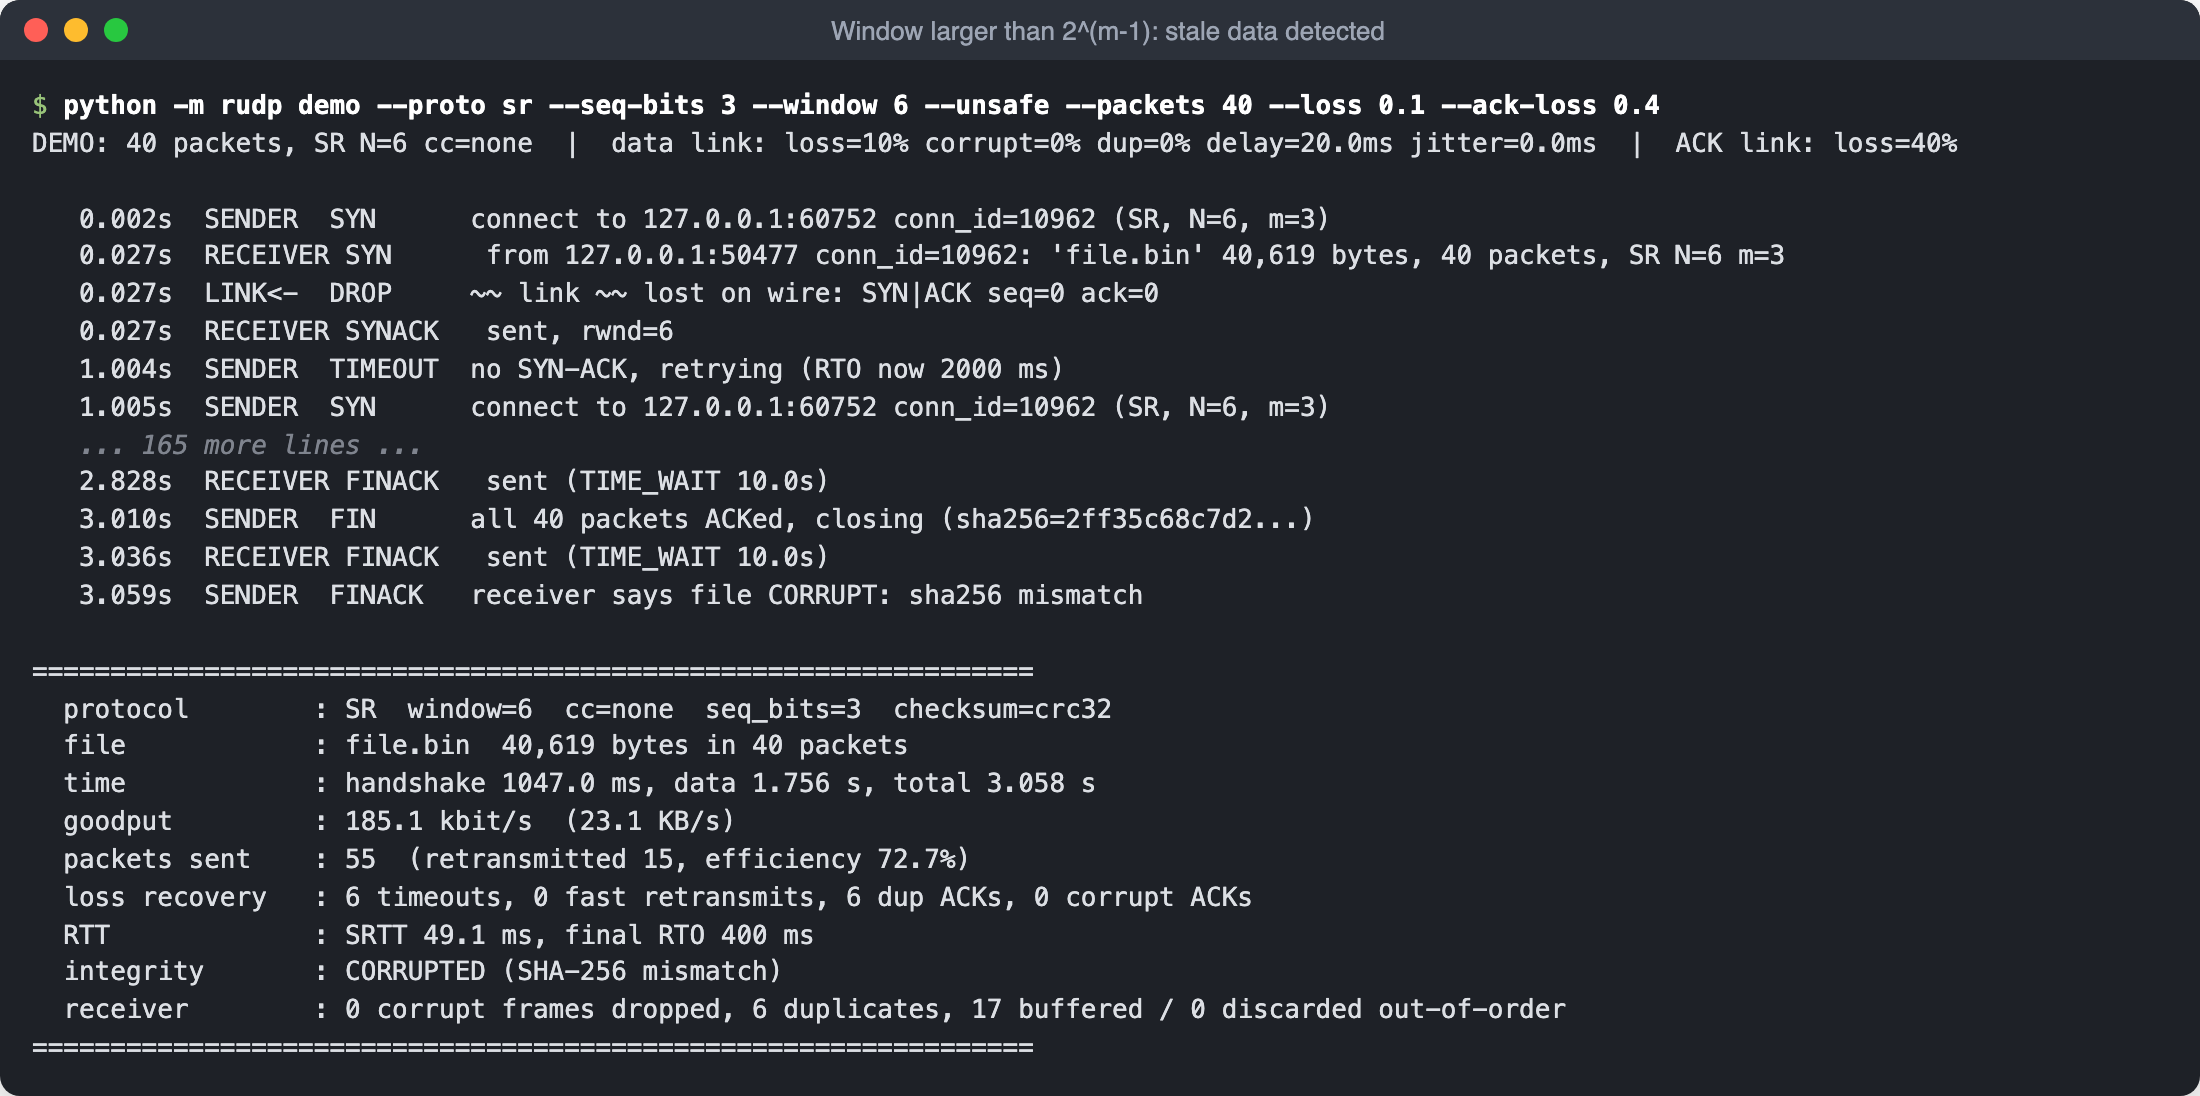 Window larger than 2^(m-1): stale data detected
$ python -m rudp demo --proto sr --seq-bits 3 --window 6 --unsafe --packets 40 --loss 0.1 --ack-loss 0.4
DEMO: 40 packets, SR N=6 cc=none  |  data link: loss=10% corrupt=0% dup=0% delay=20.0ms jitter=0.0ms  |  ACK link: loss=40%
0.002s  SENDER  SYN      connect to 127.0.0.1:60752 conn_id=10962 (SR, N=6, m=3)
0.027s  RECEIVER SYN      from 127.0.0.1:50477 conn_id=10962: 'file.bin' 40,619 bytes, 40 packets, SR N=6 m=3
0.027s  LINK<-  DROP     ~~ link ~~ lost on wire: SYN|ACK seq=0 ack=0
0.027s  RECEIVER SYNACK   sent, rwnd=6
1.004s  SENDER  TIMEOUT  no SYN-ACK, retrying (RTO now 2000 ms)
1.005s  SENDER  SYN      connect to 127.0.0.1:60752 conn_id=10962 (SR, N=6, m=3)
... 165 more lines ...
2.828s  RECEIVER FINACK   sent (TIME_WAIT 10.0s)
3.010s  SENDER  FIN      all 40 packets ACKed, closing (sha256=2ff35c68c7d2...)
3.036s  RECEIVER FINACK   sent (TIME_WAIT 10.0s)
3.059s  SENDER  FINACK   receiver says file CORRUPT: sha256 mismatch
================================================================
protocol        : SR  window=6  cc=none  seq_bits=3  checksum=crc32
file            : file.bin  40,619 bytes in 40 packets
time            : handshake 1047.0 ms, data 1.756 s, total 3.058 s
goodput         : 185.1 kbit/s  (23.1 KB/s)
packets sent    : 55  (retransmitted 15, efficiency 72.7%)
loss recovery   : 6 timeouts, 0 fast retransmits, 6 dup ACKs, 0 corrupt ACKs
RTT             : SRTT 49.1 ms, final RTO 400 ms
integrity       : CORRUPTED (SHA-256 mismatch)
receiver        : 0 corrupt frames dropped, 6 duplicates, 17 buffered / 0 discarded out-of-order
================================================================